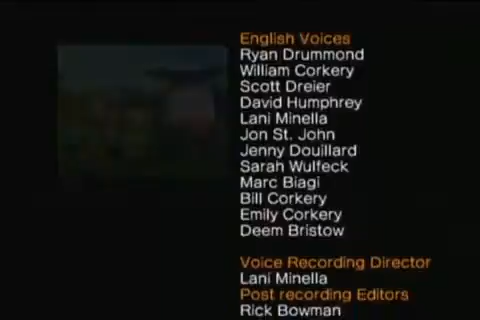 English Voices
Ryan Drummond
William Corkery
Scott Dreier
David Humphrey
Lani Minella
Jon St. John
Jenny Douillard
Sarah Wulfeck
Marc Biagi
Bill Corkery
Emily Corkery
Deem Bristow
Voice Recording Director
Lani Minella
Post recording Editors
Rick Bowman